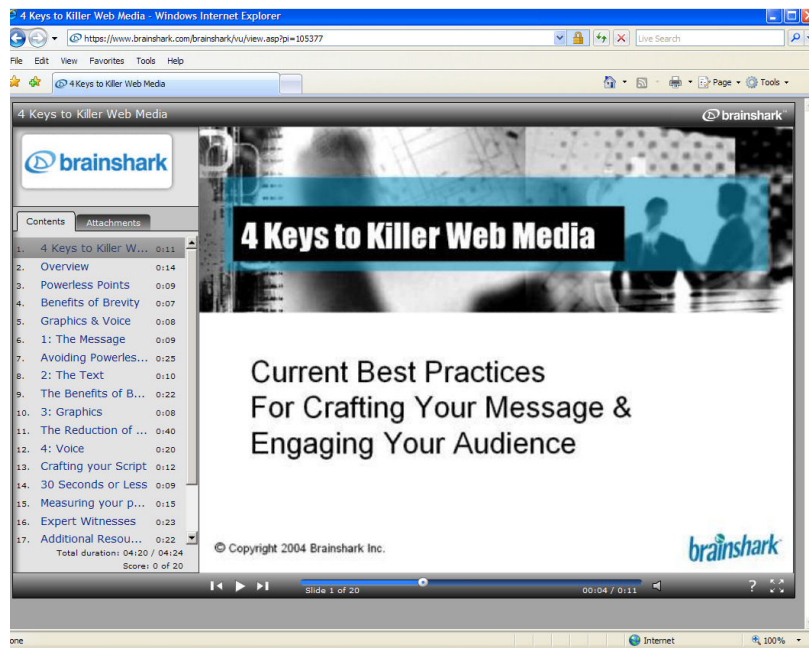 4 Keys to Killer Web Media - Windows Internet Explorer
https://www.brainshark.com/brainshark/vu/view.asp?pi=105377
Live Search
File Edit View Favorites Tools Help
4 Keys to Killer Web Media
Page
Tools
4 Keys to Killer Web Media
brainshark
brainshark
Contents
Attachments
1. 4 Keys to Killer W... 0:11
2. Overview 0:14
3. Powerless Points 0:09
4. Benefits of Brevity 0:07
5. Graphics & Voice 0:08
6. 1: The Message 0:09
7. Avoiding Powerles... 0:25
8. 2: The Text 0:10
9. The Benefits of B... 0:22
10. 3: Graphics 0:08
11. The Reduction of ... 0:40
12. 4: Voice 0:20
13. Crafting your Script 0:12
14. 30 Seconds or Less 0:09
15. Measuring your p... 0:15
16. Expert Witnesses 0:23
17. Additional Resou... 0:22
Total duration: 04:20 / 04:24
Score: 0 of 20
4 Keys to Killer Web Media
Current Best Practices
For Crafting Your Message &
Engaging Your Audience
© Copyright 2004 Brainshark Inc.
brainshark
Slide 1 of 20
00:04 / 0:11
?
one
Internet
100%